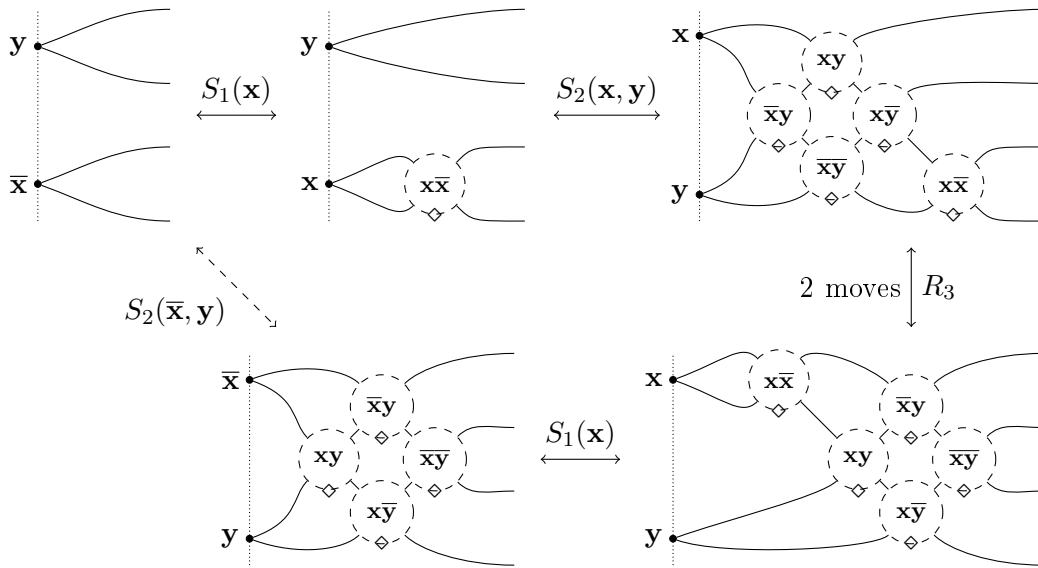 y
x̄
S₁(x)
y
x
xx̄
S₂(x, y)
x
y
xy
x̄y
xȳ
x̄ȳ
xx̄
S₂(x̄, y)
2 moves
R₃
x̄
y
x̄y
xy
x̄ȳ
xȳ
S₁(x)
x
y
xx̄
x̄y
xy
x̄ȳ
xȳ